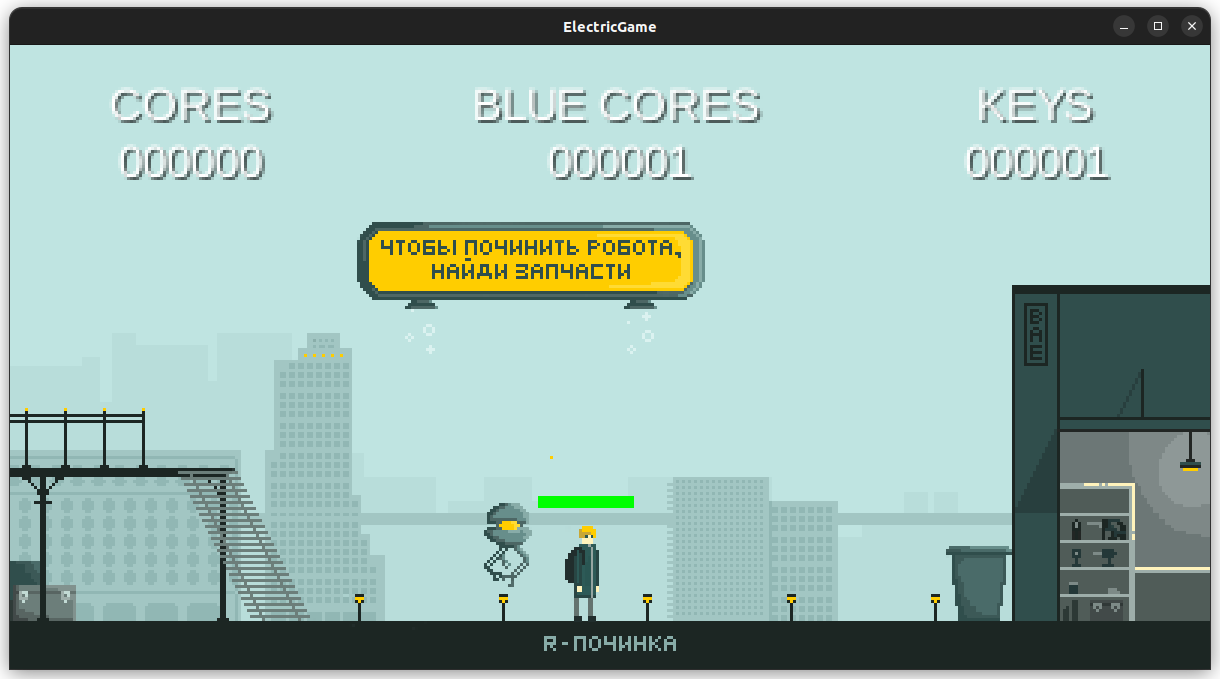 ElectricGame
CORES
000000
BLUE CORES
000001
KEYS
000001
ЧТОБЫ ПОЧИНИТЬ РОБОТА,
НАЙДИ ЗАПЧАСТИ
BAE
R-ПОЧИНКА